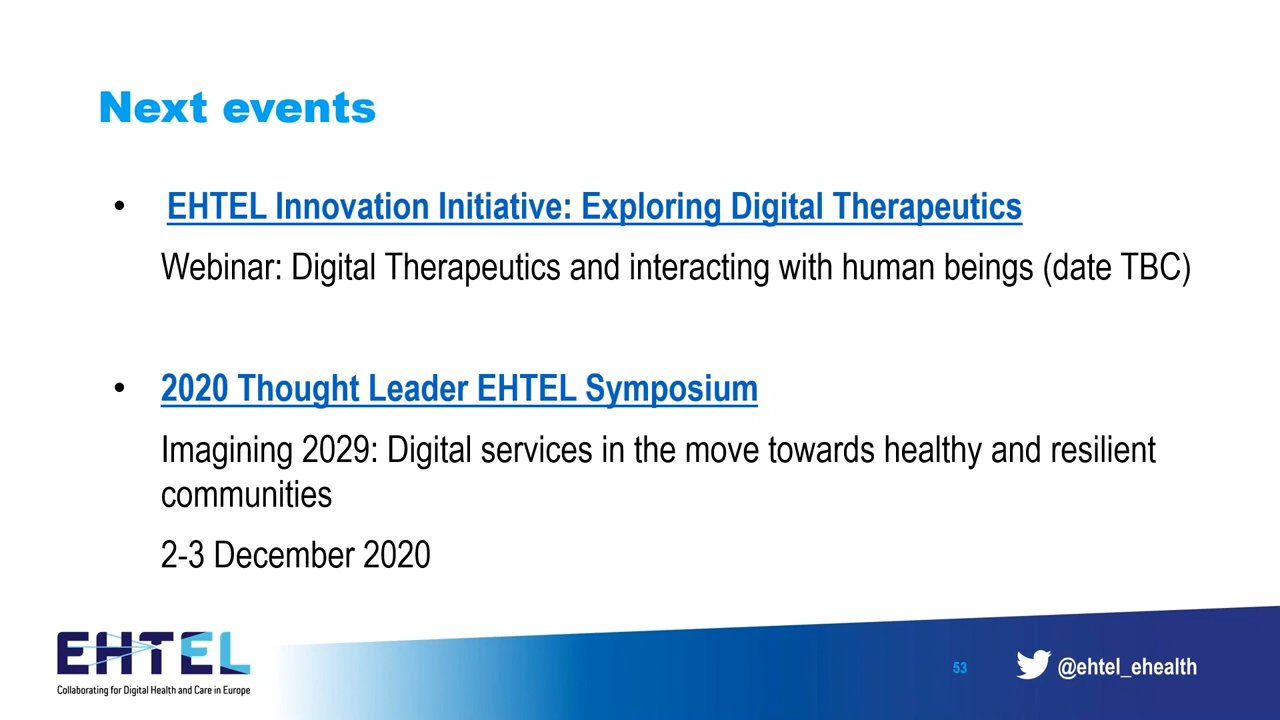 Next events
• EHTEL Innovation Initiative: Exploring Digital Therapeutics
Webinar: Digital Therapeutics and interacting with human beings (date TBC)
• 2020 Thought Leader EHTEL Symposium
Imagining 2029: Digital services in the move towards healthy and resilient
communities
2-3 December 2020
EHTEL
Collaborating for Digital Health and Care in Europe
53
@ehtel_ehealth